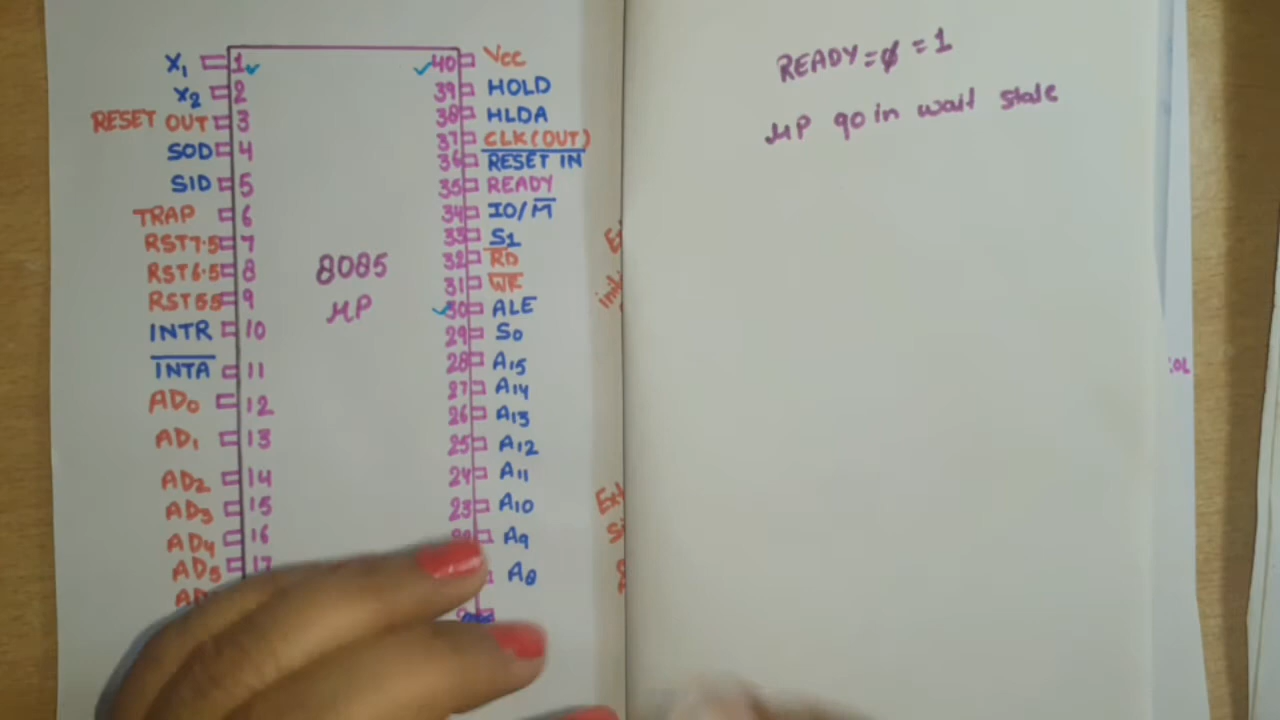 X1 1 40 Vcc
X2 2 39 HOLD
RESET OUT 3 38 HLDA
SOD 4 37 CLK(OUT)
SID 5 36 RESET IN
TRAP 6 35 READY
RST7.5 7 34 IO/M
RST6.5 8 33 S1
RST5.5 9 32 RD
INTR 10 31 WR
INTA 11 30 ALE
AD0 12 29 S0
AD1 13 28 A15
AD2 14 27 A14
AD3 15 26 A13
AD4 16 25 A12
AD5 17 24 A11
23 A10
A9
A8
8085
μP
READY=0 =1
μP go in wait state